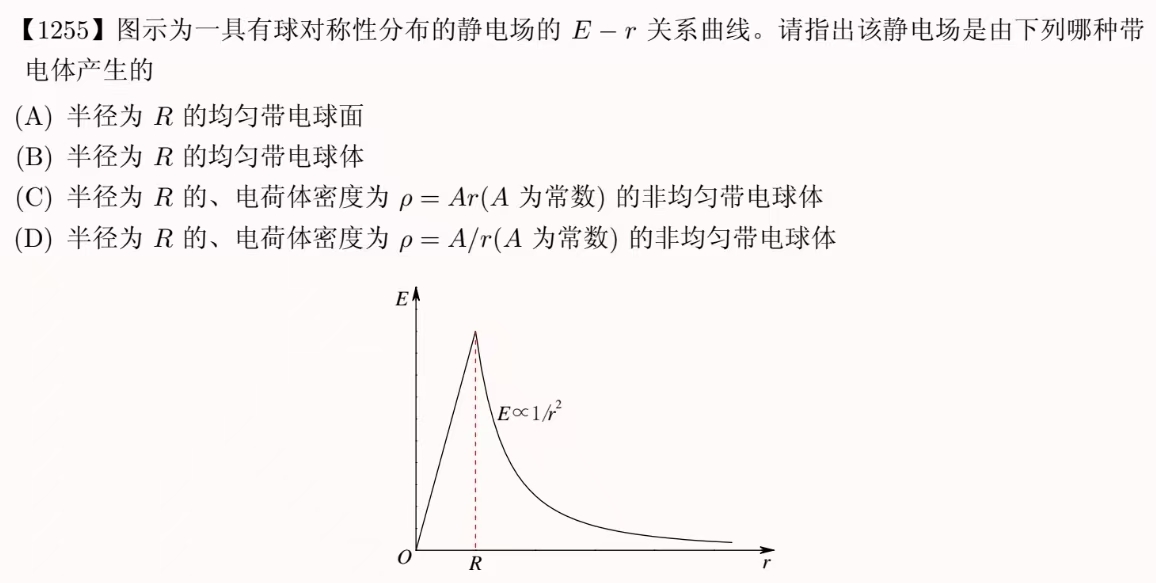 【1255】图示为一具有球对称性分布的静电场的 E − r 关系曲线。请指出该静电场是由下列哪种带
电体产生的
(A) 半径为 R 的均匀带电球面
(B) 半径为 R 的均匀带电球体
(C) 半径为 R 的、电荷体密度为 ρ = Ar(A 为常数) 的非均匀带电球体
(D) 半径为 R 的、电荷体密度为 ρ = A/r(A 为常数) 的非均匀带电球体
E
E∝1/r²
O
R
r